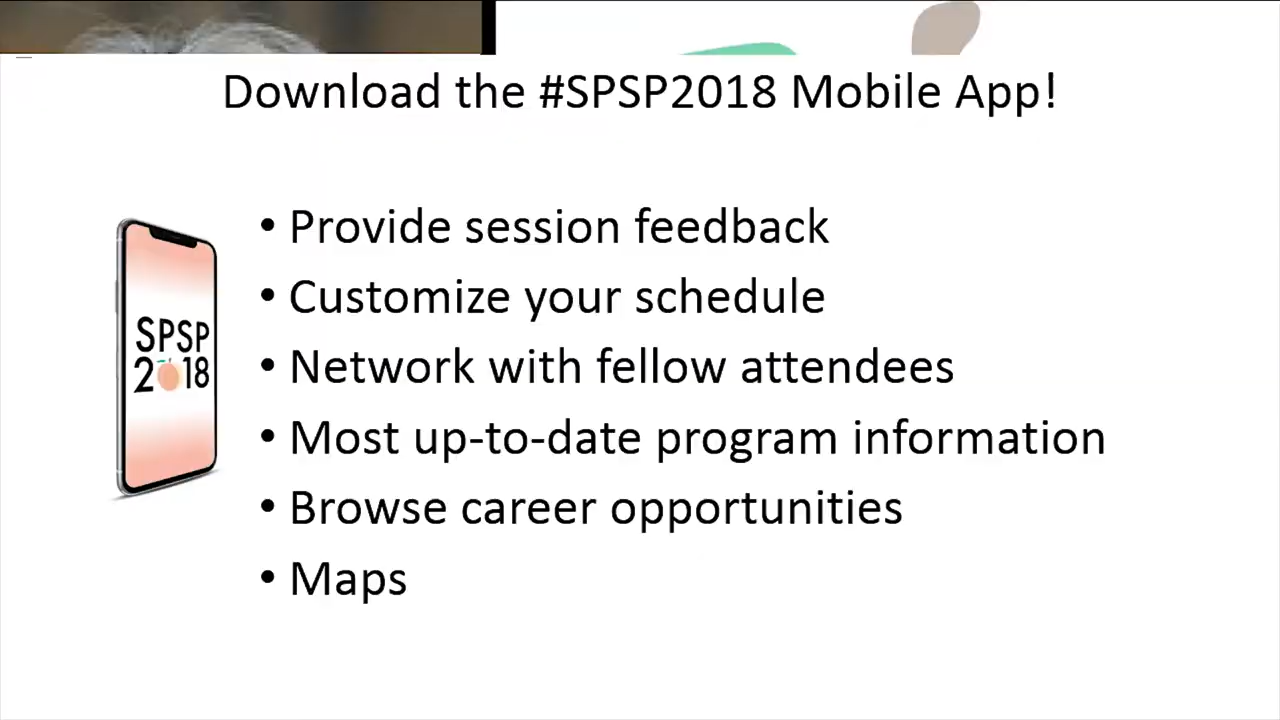 Download the #SPSP2018 Mobile App!
• Provide session feedback
• Customize your schedule
• Network with fellow attendees
• Most up-to-date program information
• Browse career opportunities
• Maps
SPSP
2018